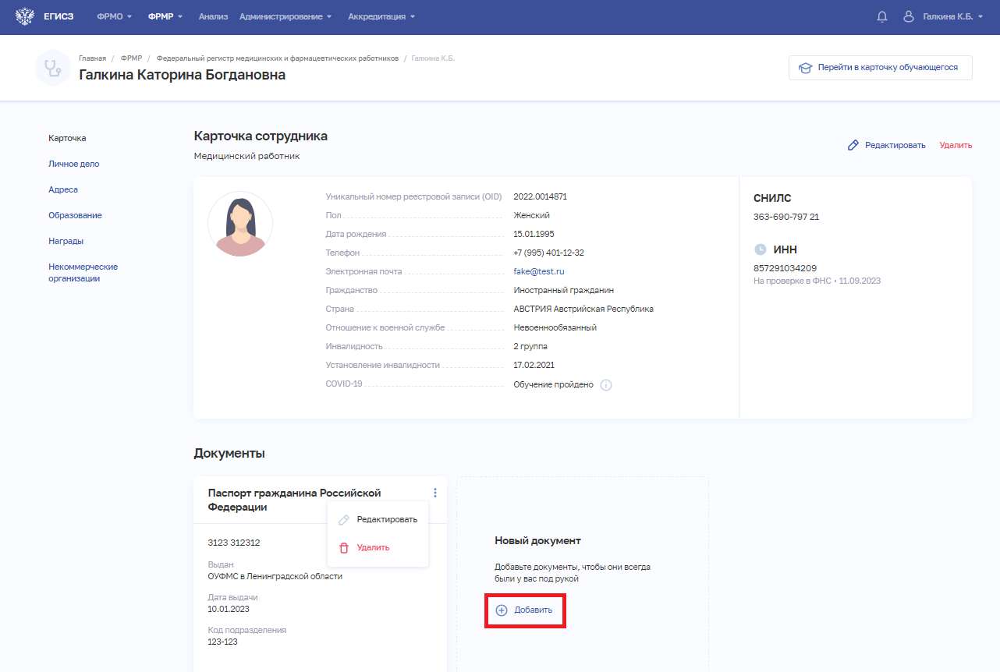 ЕГИСЗ ФРМО ФРМР Анализ Администрирование Аккредитация Галкина К.Б.
Главная / ФРМР / Федеральный регистр медицинских и фармацевтических работников / Галкина К.Б.
Галкина Каторина Богдановна
Перейти в карточку обучающегося
Карточка
Личное дело
Адреса
Образование
Награды
Некоммерческие
организации
Карточка сотрудника
Медицинский работник
Редактировать Удалить
Уникальный номер реестровой записи (OID) 2022.0014871
Пол Женский
Дата рождения 15.01.1995
Телефон +7 (995) 401-12-32
Электронная почта fake@test.ru
Гражданство Иностранный гражданин
Страна АВСТРИЯ Австрийская Республика
Отношение к военной службе Невоеннообязанный
Инвалидность 2 группа
Установление инвалидности 17.02.2021
COVID-19 Обучение пройдено
СНИЛС
363-690-797 21
ИНН
857291034209
На проверке в ФНС • 11.09.2023
Документы
Паспорт гражданина Российской
Федерации
Редактировать
Удалить
3123 312312
Выдан
ОУФМС в Ленинградской области
Дата выдачи
10.01.2023
Код подразделения
123-123
Новый документ
Добавьте документы, чтобы они всегда
были у вас под рукой
Добавить